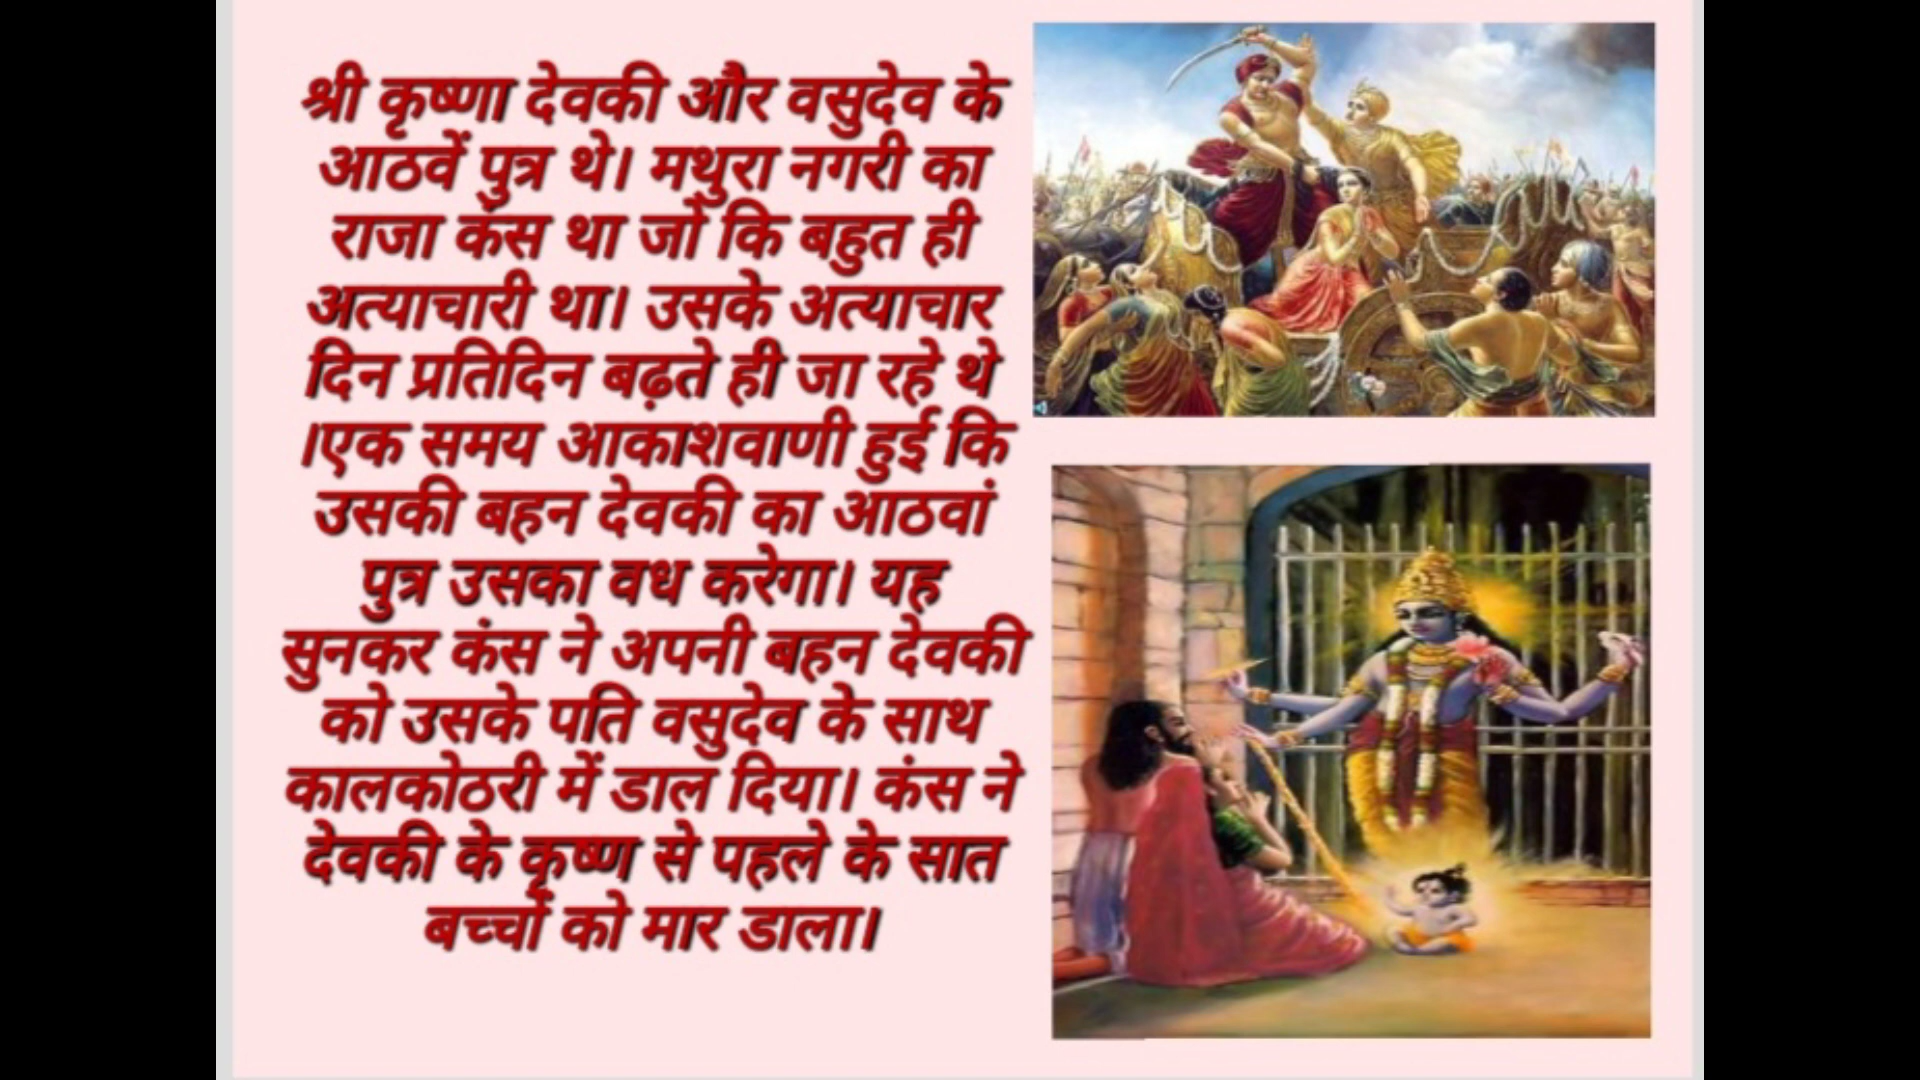 श्री कृष्णा देवकी और वसुदेव के
आठवें पुत्र थे। मथुरा नगरी का
राजा कंस था जो कि बहुत ही
अत्याचारी था। उसके अत्याचार
दिन प्रतिदिन बढ़ते ही जा रहे थे
।एक समय आकाशवाणी हुई कि
उसकी बहन देवकी का आठवां
पुत्र उसका वध करेगा। यह
सुनकर कंस ने अपनी बहन देवकी
को उसके पति वसुदेव के साथ
कालकोठरी में डाल दिया। कंस ने
देवकी के कृष्ण से पहले के सात
बच्चों को मार डाला।